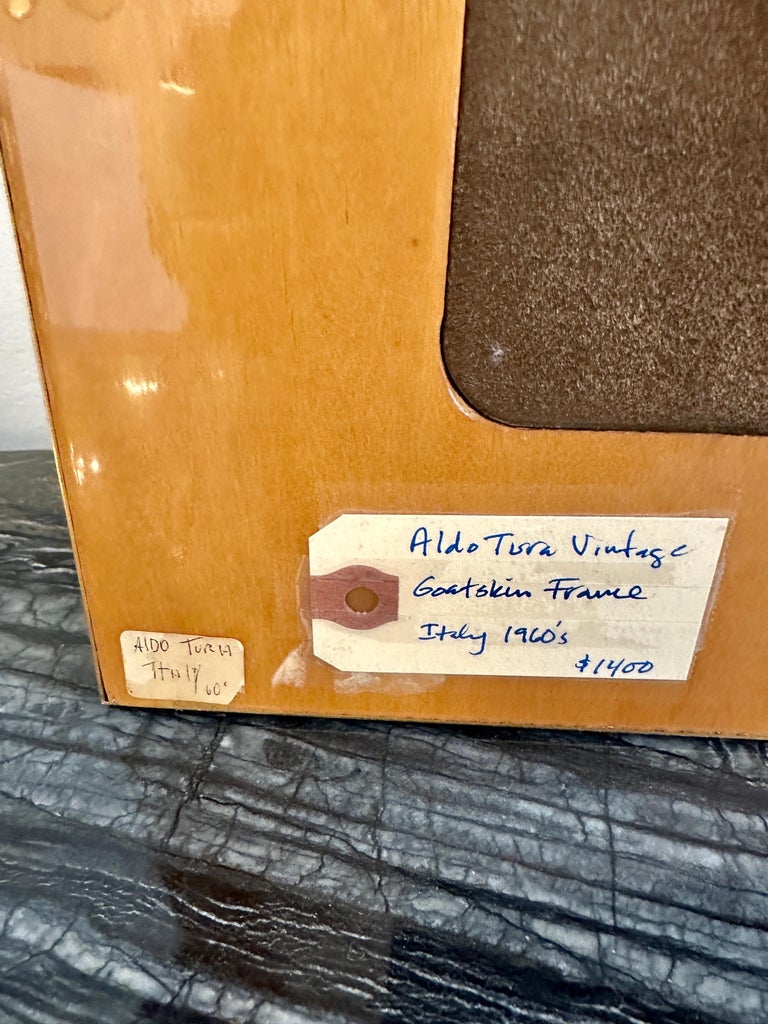 Aldo Tura Vintage
Goatskin Frame
Italy 1960's
$1400
AlDO TURA
ITAly
60'